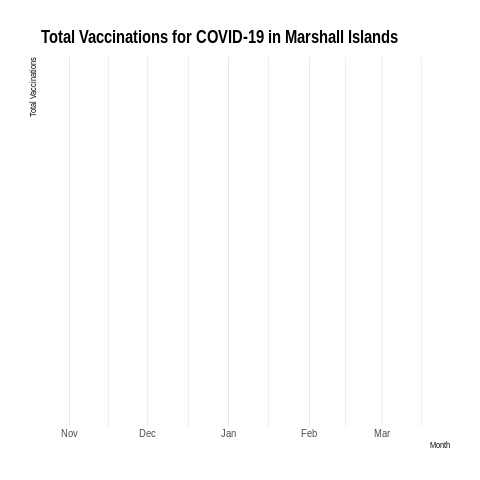 Total Vaccinations for COVID-19 in Marshall Islands
Total Vaccinations
Nov Dec Jan Feb Mar
Month